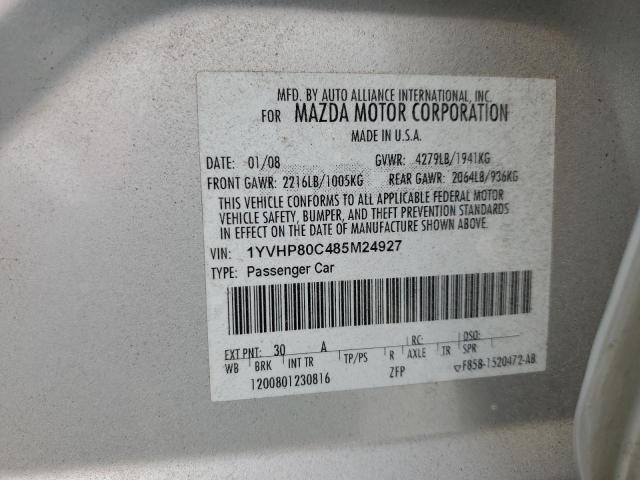 MFD. BY AUTO ALLIANCE INTERNATIONAL, INC.
FOR MAZDA MOTOR CORPORATION
MADE IN U.S.A.
DATE: 01/08 GVWR: 4279LB/1941KG
FRONT GAWR: 2216LB/1005KG REAR GAWR: 2064LB/936KG
THIS VEHICLE CONFORMS TO ALL APPLICABLE FEDERAL MOTOR
VEHICLE SAFETY, BUMPER, AND THEFT PREVENTION STANDARDS
IN EFFECT ON THE DATE OF MANUFACTURE SHOWN ABOVE.
VIN: 1YVHP80C485M24927
TYPE: Passenger Car
EXT PNT: 30 A RC: DSO:
WB BRK INT TR TP/PS R AXLE TR SPR
1200801230816 ZFP F85B-1520472-AB